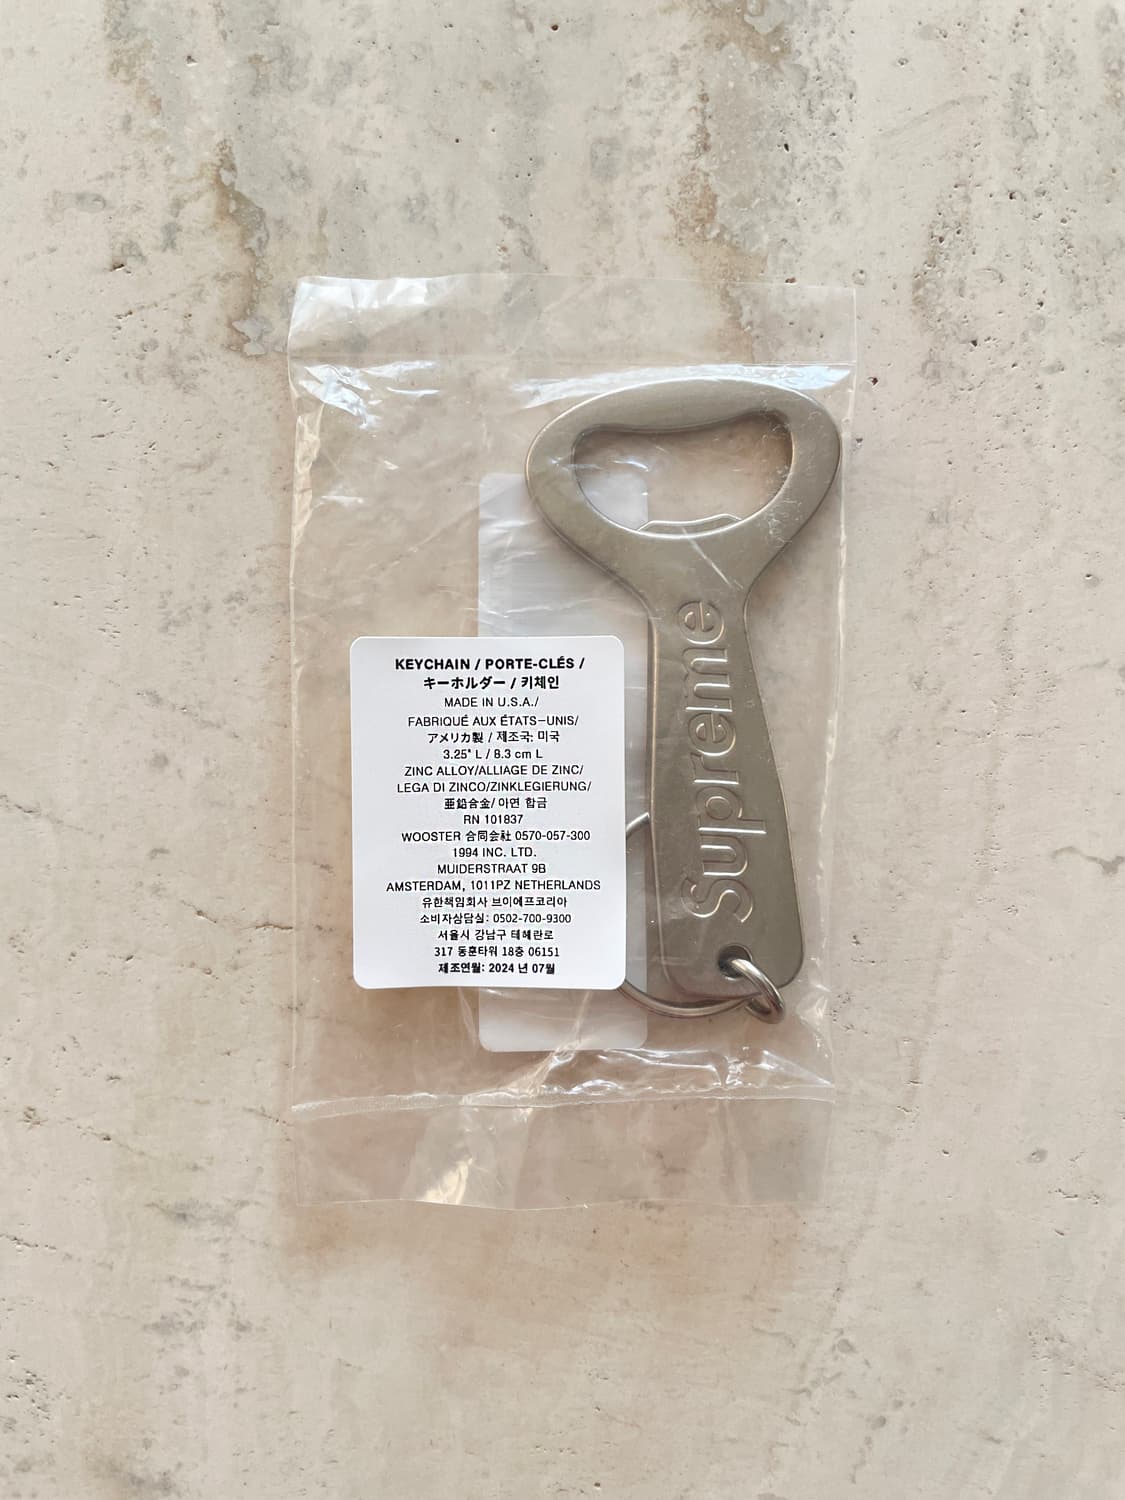 KEYCHAIN / PORTE-CLÉS /
キーホルダー / 키체인
MADE IN U.S.A./
FABRIQUÉ AUX ÉTATS-UNIS/
アメリカ製 / 제조국: 미국
3.25" L / 8.3 cm L
ZINC ALLOY/ALLIAGE DE ZINC/
LEGA DI ZINCO/ZINKLEGIERUNG/
亜鉛合金/ 아연 합금
RN 101837
WOOSTER 合同会社 0570-057-300
1994 INC. LTD.
MUIDERSTRAAT 9B
AMSTERDAM, 1011PZ NETHERLANDS
유한책임회사 브이에프코리아
소비자상담실: 0502-700-9300
서울시 강남구 테헤란로
317 동훈타워 18층 06151
제조연월: 2024 년 07월
Supreme